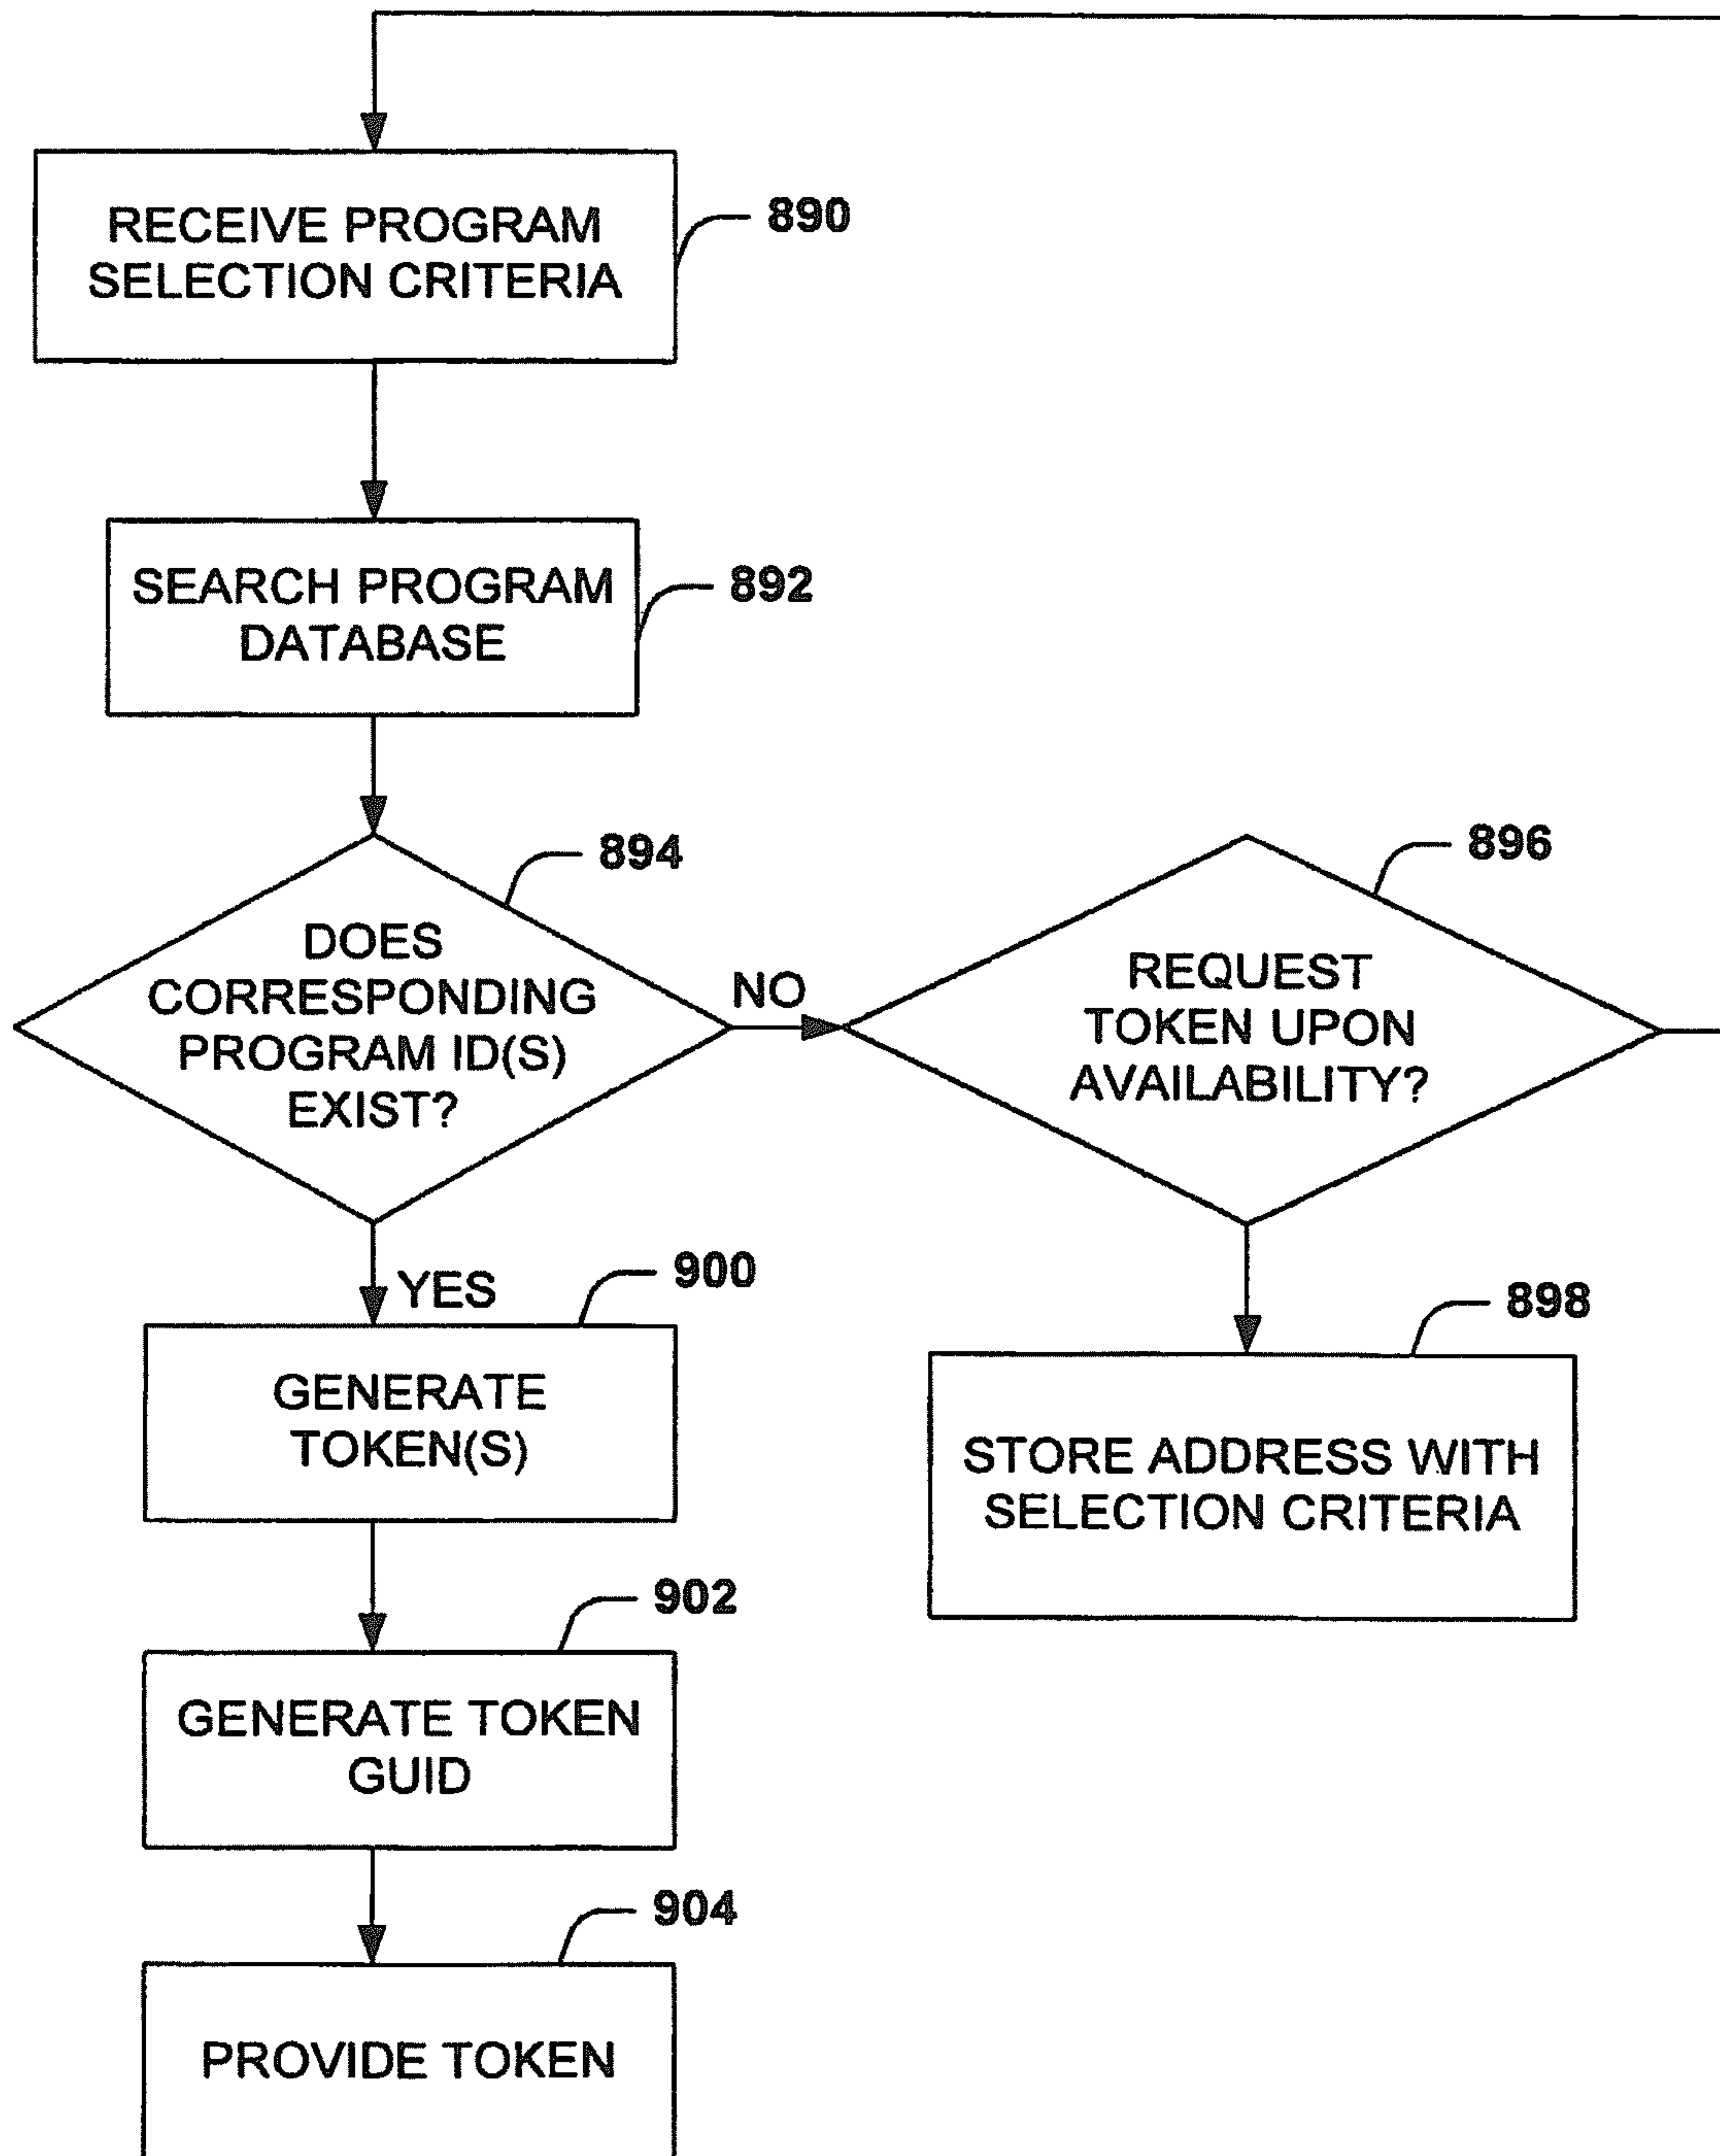 RECEIVE PROGRAM
SELECTION CRITERIA
890
SEARCH PROGRAM
DATABASE
892
894
DOES
CORRESPONDING
PROGRAM ID(S)
EXIST?
NO
896
REQUEST
TOKEN UPON
AVAILABILITY?
YES
900
GENERATE
TOKEN(S)
898
STORE ADDRESS WITH
SELECTION CRITERIA
902
GENERATE TOKEN
GUID
904
PROVIDE TOKEN